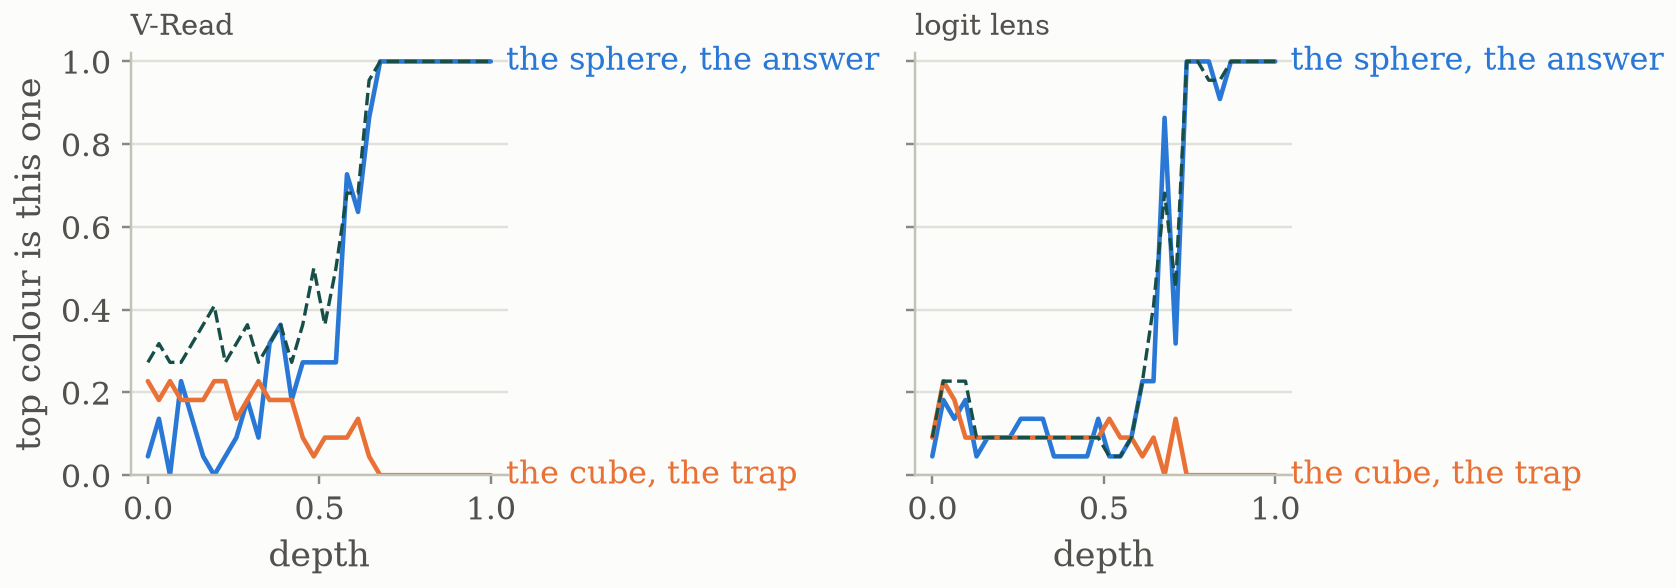 V-Read
logit lens
top colour is this one
1.0
0.8
0.6
0.4
0.2
0.0
the sphere, the answer
the cube, the trap
0.0 0.5 1.0
depth
the sphere, the answer
the cube, the trap
0.0 0.5 1.0
depth